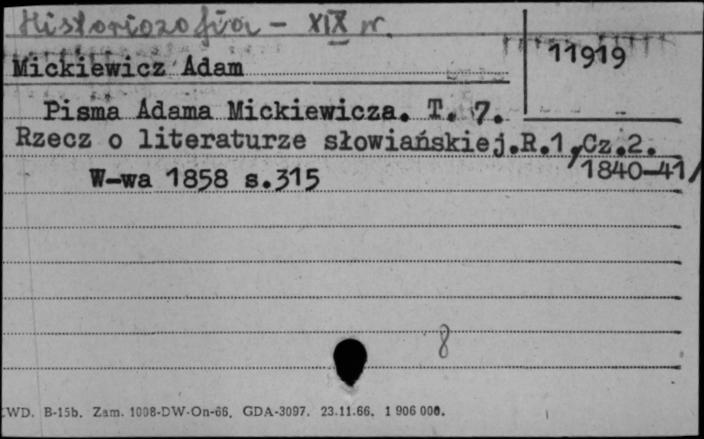 Historiozofia - XIX w.
11919
Mickiewicz Adam
Pisma Adama Mickiewicza. T. 7.
Rzecz o literaturze słowiańskiej.R.1,Cz.2.
/1840-41/
W-wa 1858 s.315
8
WD. B-15b. Zam. 1008-DW-On-66. GDA-3097. 23.11.66. 1 906 000.